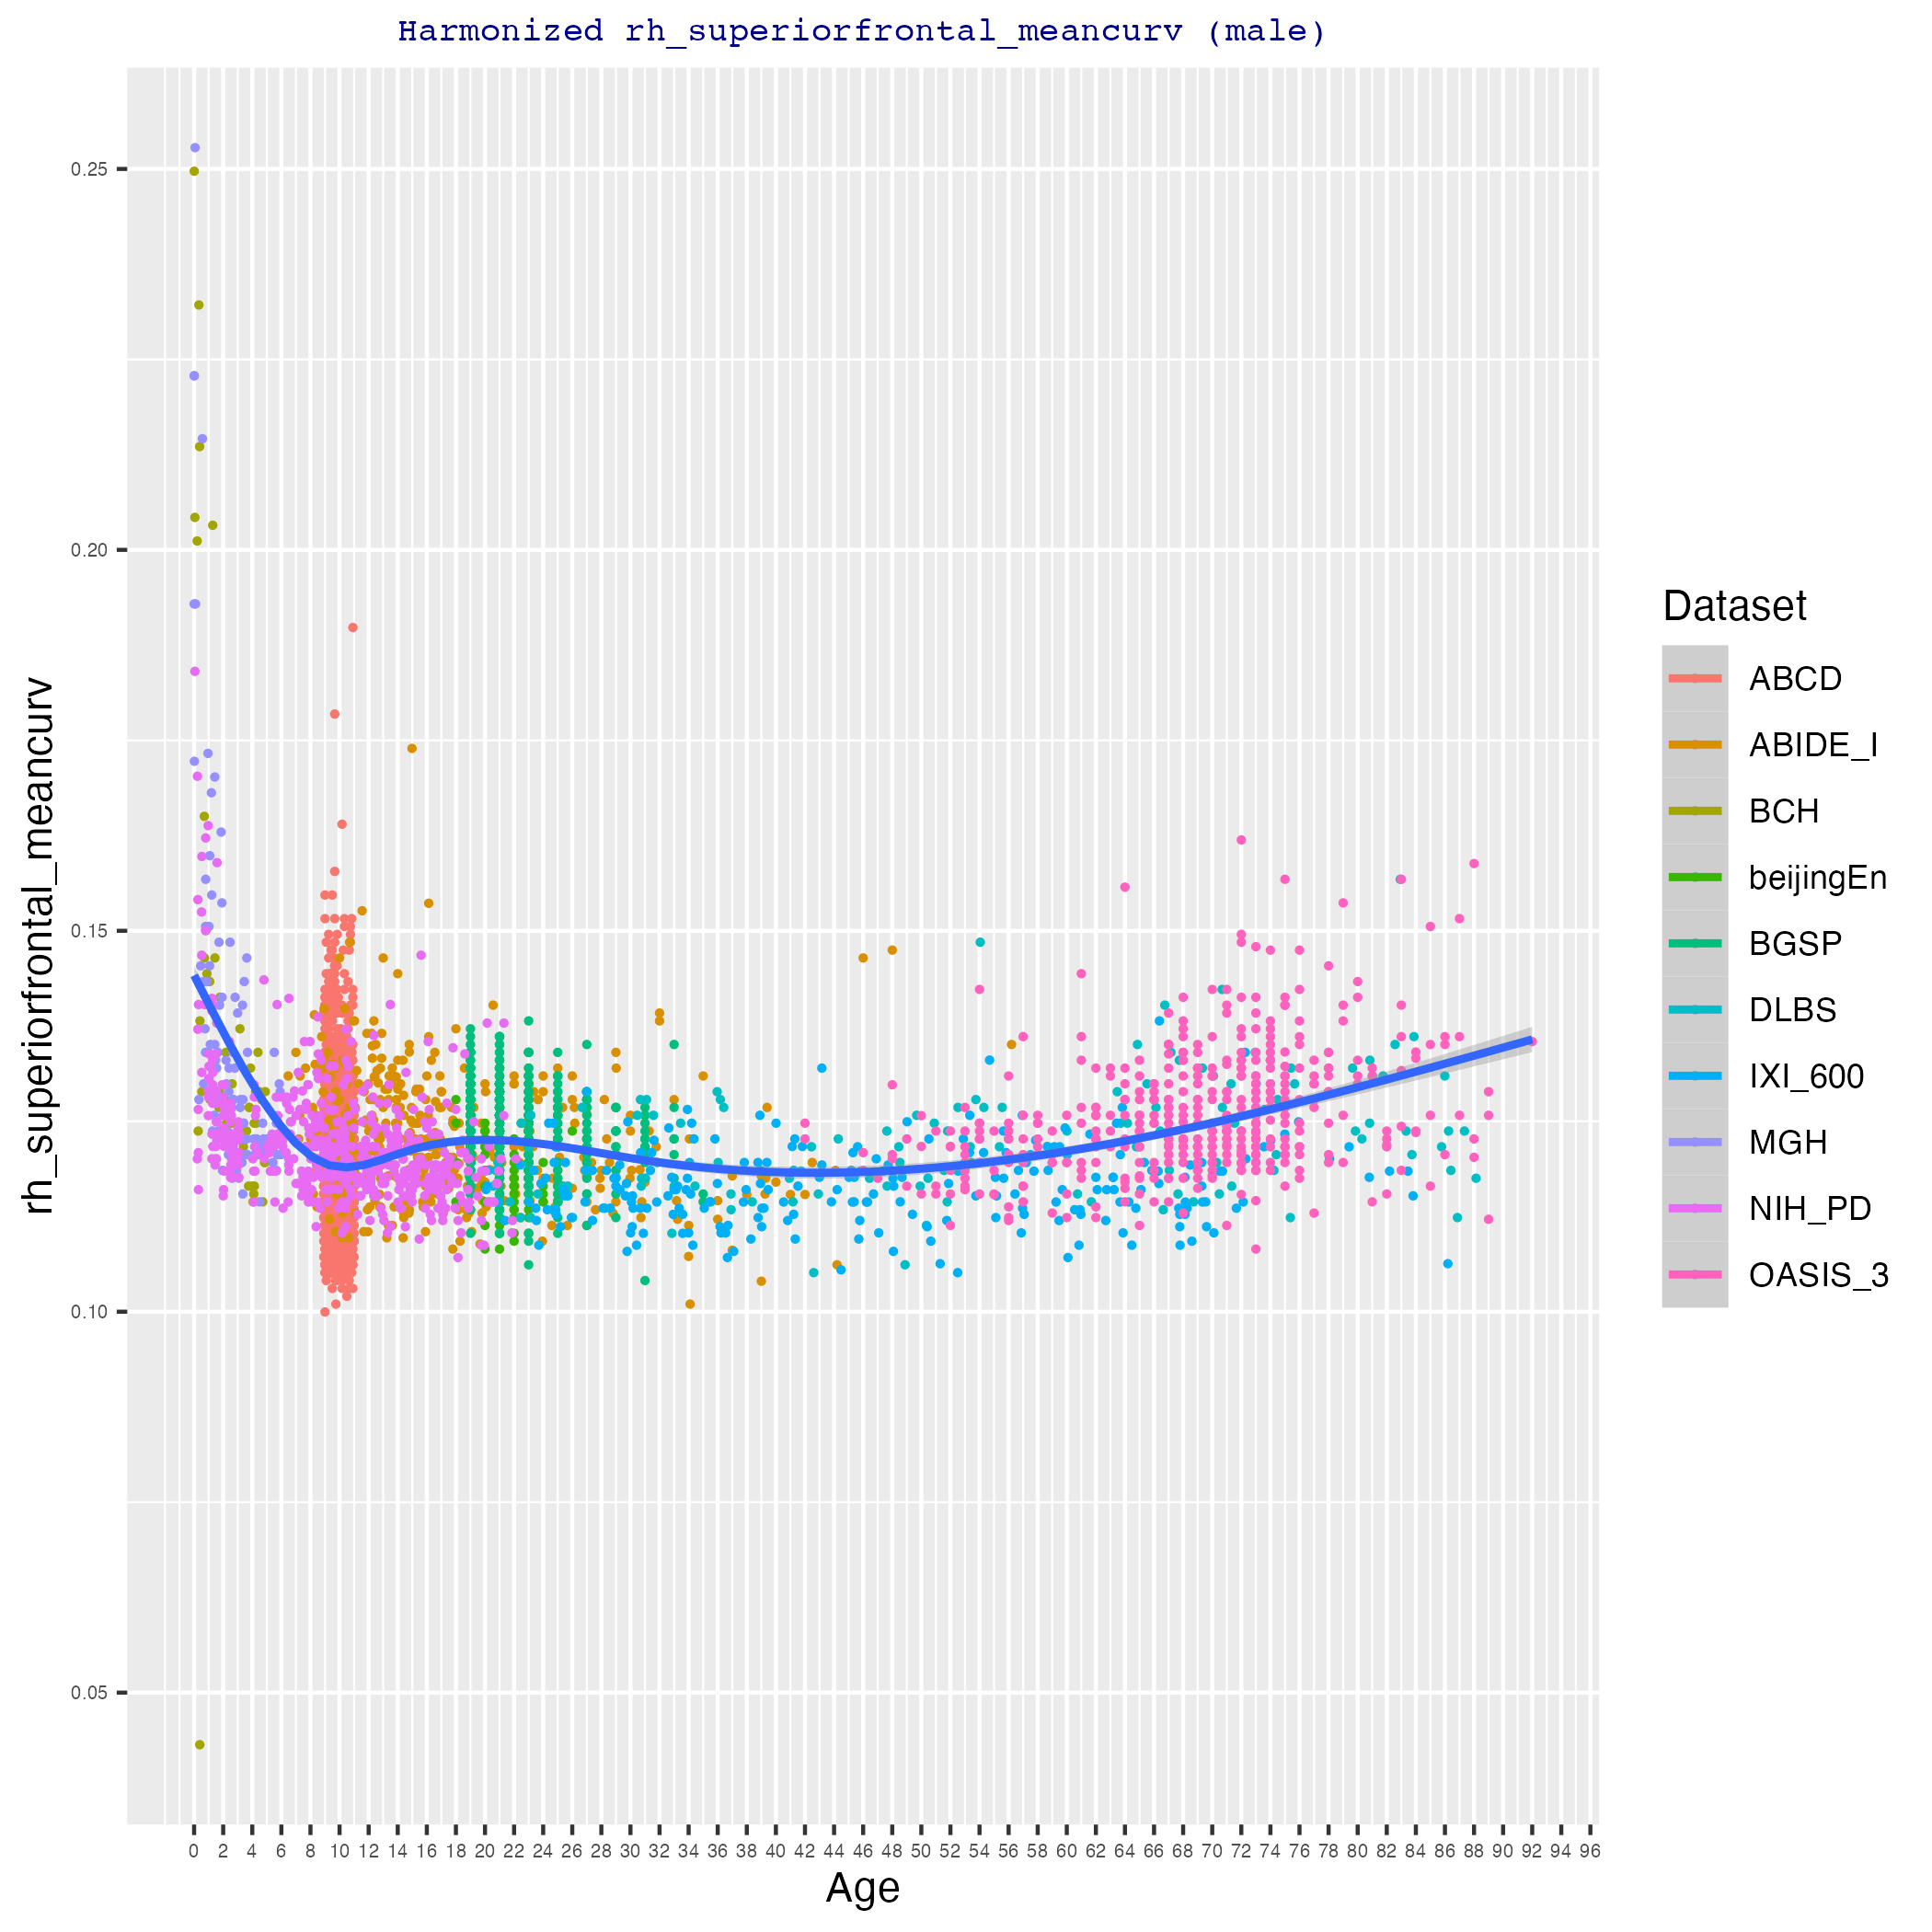 Harmonized rh_superiorfrontal_meancurv (male)
0.25
0.20
0.15
0.10
0.05
rh_superiorfrontal_meancurv
0 2 4 6 8 10 12 14 16 18 20 22 24 26 28 30 32 34 36 38 40 42 44 46 48 50 52 54 56 58 60 62 64 66 68 70 72 74 76 78 80 82 84 86 88 90 92 94 96
Age
Dataset
ABCD
ABIDE_I
BCH
beijingEn
BGSP
DLBS
IXI_600
MGH
NIH_PD
OASIS_3